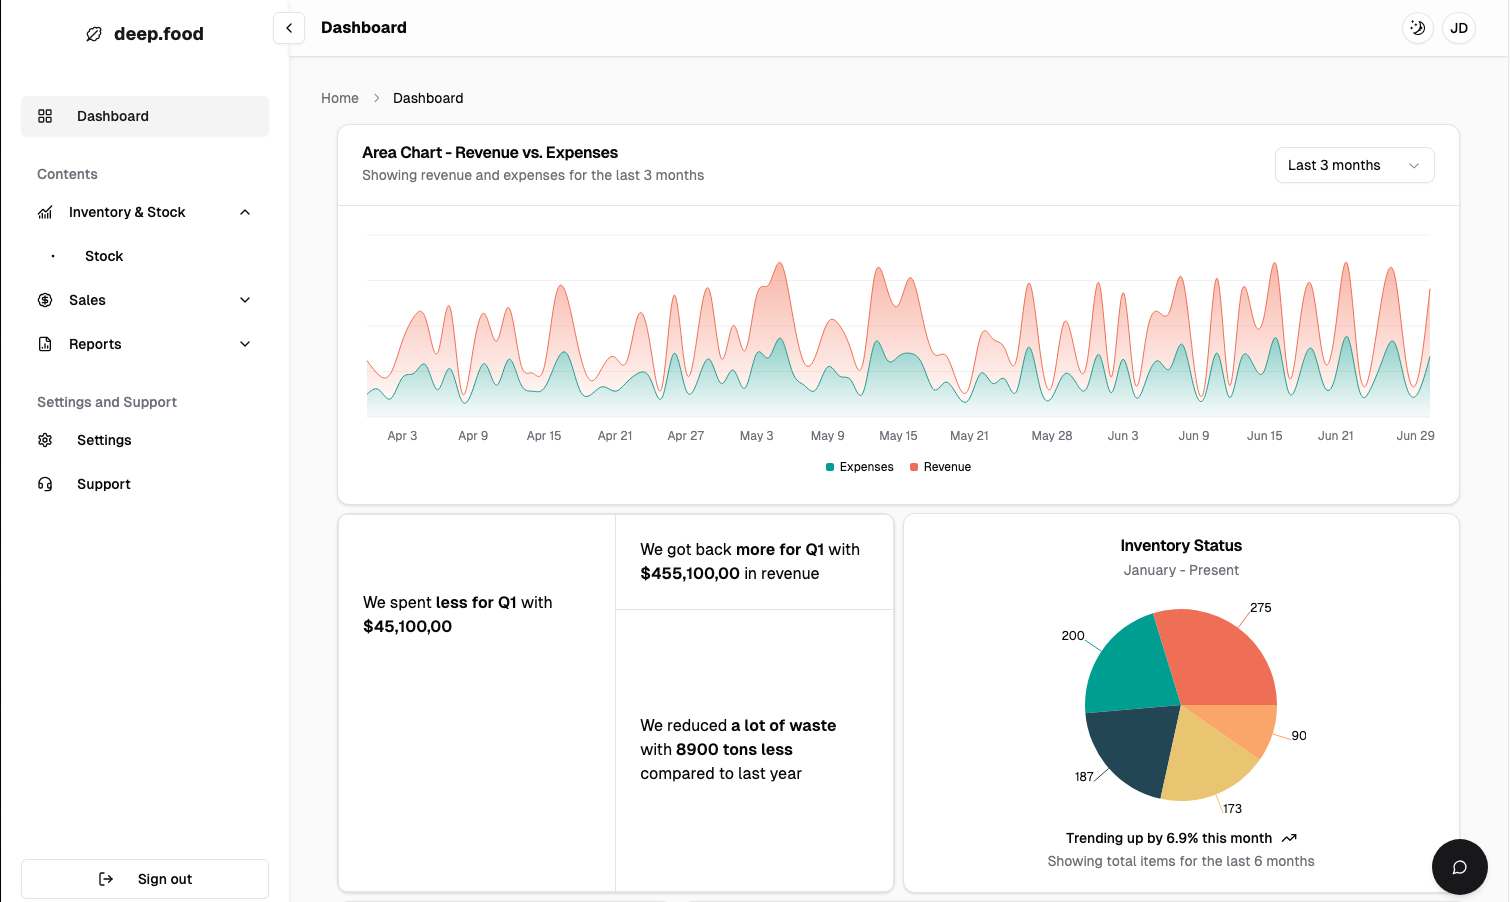 deep.food
Dashboard
JD
Home
Dashboard
Dashboard
Contents
Inventory & Stock
Stock
Sales
Reports
Settings and Support
Settings
Support
Sign out
Area Chart - Revenue vs. Expenses
Showing revenue and expenses for the last 3 months
Last 3 months
Apr 3 Apr 9 Apr 15 Apr 21 Apr 27 May 3 May 9 May 15 May 21 May 28 Jun 3 Jun 9 Jun 15 Jun 21 Jun 29
Expenses Revenue
We spent less for Q1 with
$45,100,00
We got back more for Q1 with
$455,100,00 in revenue
We reduced a lot of waste
with 8900 tons less
compared to last year
Inventory Status
January - Present
275
200
90
187
173
Trending up by 6.9% this month
Showing total items for the last 6 months